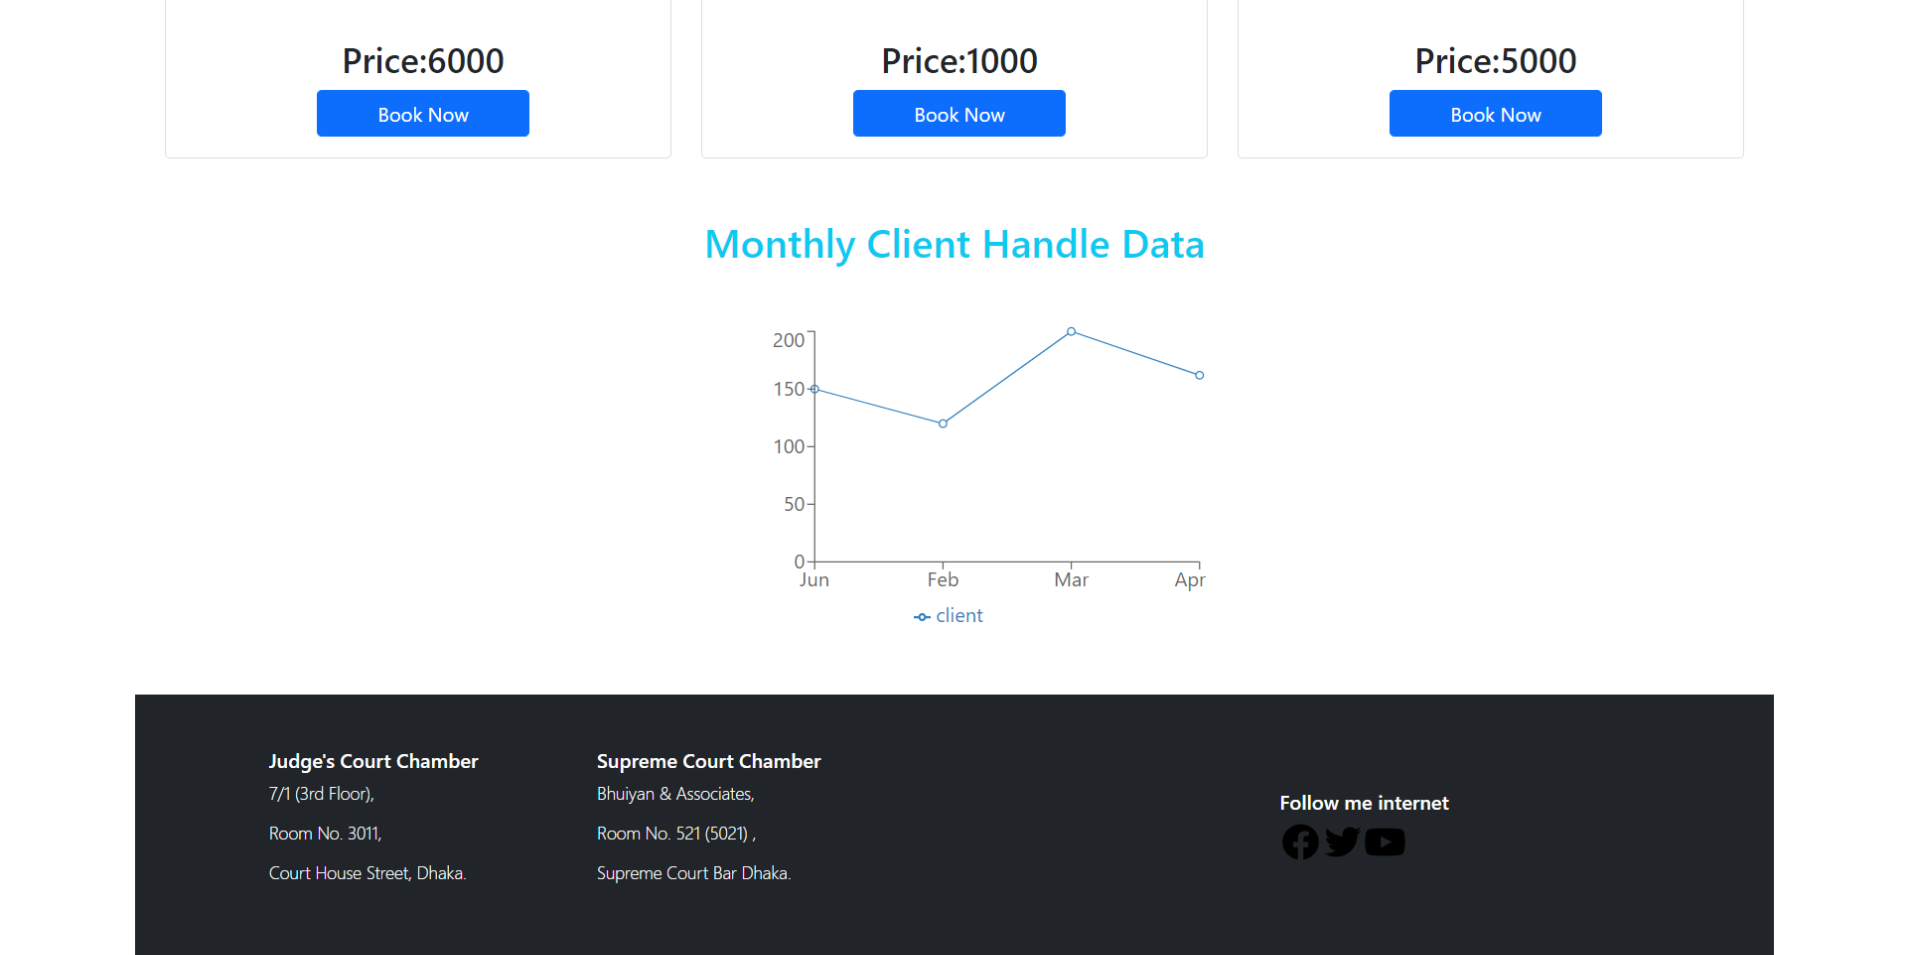 Price:6000
Price:1000
Price:5000
Book Now
Book Now
Book Now
Monthly Client Handle Data
200
150
100
50
0
Jun Feb Mar Apr
client
Judge's Court Chamber
7/1 (3rd Floor),
Room No. 3011,
Court House Street, Dhaka.
Supreme Court Chamber
Bhuiyan & Associates,
Room No. 521 (5021) ,
Supreme Court Bar Dhaka.
Follow me internet